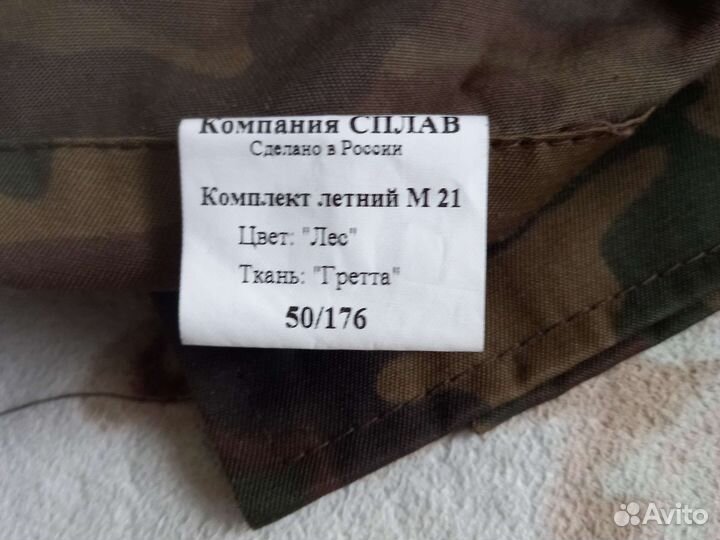 Компания СПЛАВ
Сделано в России
Комплект летний М 21
Цвет: "Лес"
Ткань: "Гретта"
50/176
Avito